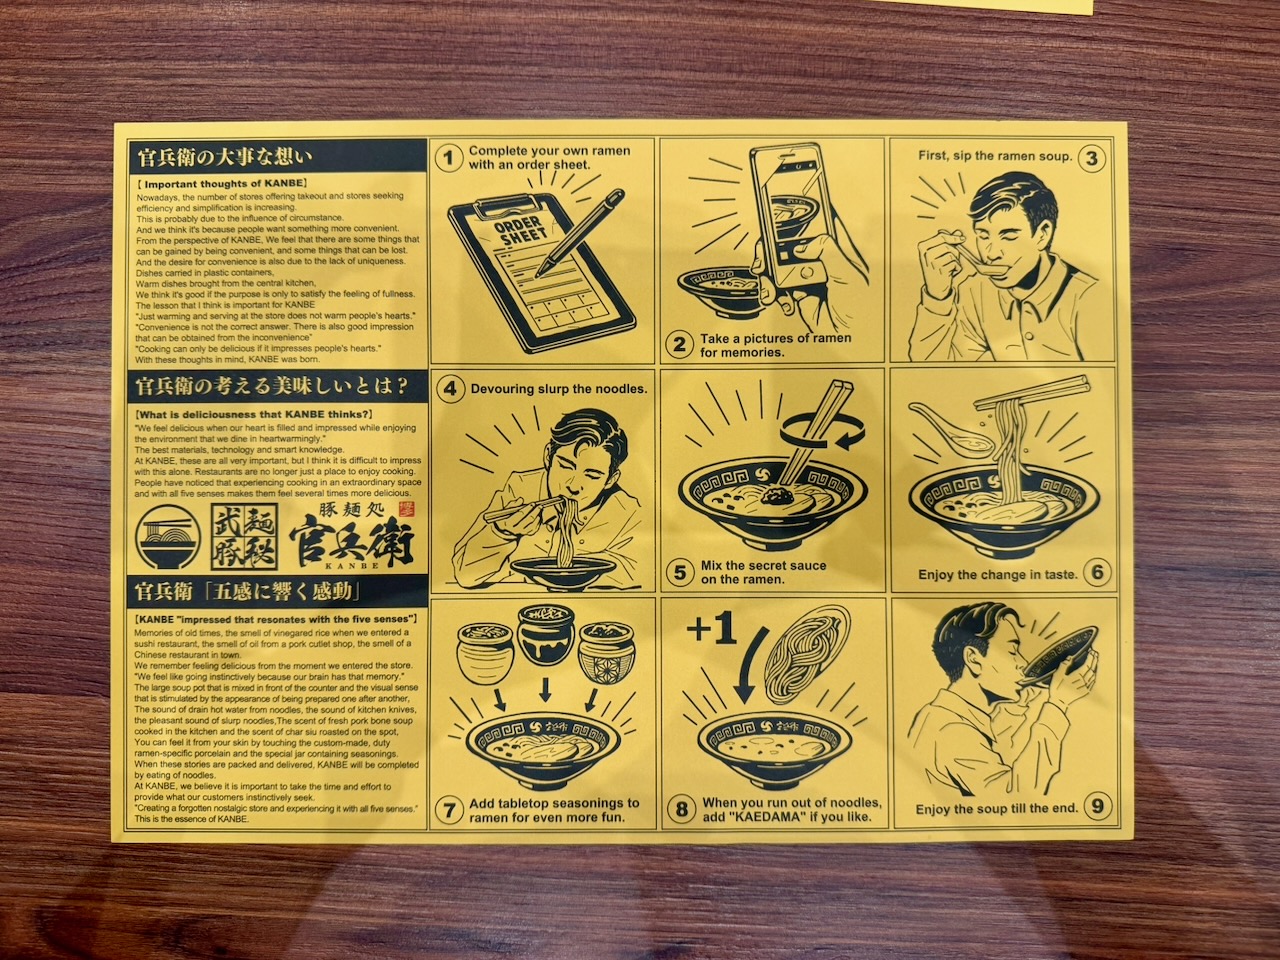 官兵衛の大事な想い
【 Important thoughts of KANBE】
Nowadays, the number of stores offering takeout and stores seeking
efficiency and simplification is increasing.
This is probably due to the influence of circumstance.
And we think it's because people want something more convenient.
From the perspective of KANBE, We feel that there are some things that
can be gained by being convenient, and some things that can be lost.
And the desire for convenience is also due to the lack of uniqueness.
Dishes carried in plastic containers,
Warm dishes brought from the central kitchen,
We think it's good if the purpose is only to satisfy the feeling of fullness.
The lesson that I think is important for KANBE
"Just warming and serving at the store does not warm people's hearts."
"Convenience is not the correct answer. There is also good impression
that can be obtained from the inconvenience"
"Cooking can only be delicious if it impresses people's hearts."
With these thoughts in mind, KANBE was born.
官兵衛の考える美味しいとは？
【What is deliciousness that KANBE thinks?】
"We feel delicious when our heart is filled and impressed while enjoying
the environment that we dine in heartwarmingly."
The best materials, technology and smart knowledge.
At KANBE, these are all very important, but I think it is difficult to impress
with this alone. Restaurants are no longer just a place to enjoy cooking.
People have noticed that experiencing cooking in an extraordinary space
and with all five senses makes them feel several times more delicious.
武麺
豚秘
豚麺処
官兵衛
KANBE
官兵衛「五感に響く感動」
【KANBE "impressed that resonates with the five senses"】
Memories of old times, the smell of vinegared rice when we entered a
sushi restaurant, the smell of oil from a pork cutlet shop, the smell of a
Chinese restaurant in town.
We remember feeling delicious from the moment we entered the store.
"We feel like going instinctively because our brain has that memory."
The large soup pot that is mixed in front of the counter and the visual sense
that is stimulated by the appearance of being prepared one after another,
The sound of drain hot water from noodles, the sound of kitchen knives,
the pleasant sound of slurp noodles,The scent of fresh pork bone soup
cooked in the kitchen and the scent of char siu roasted on the spot,
You can feel it from your skin by touching the custom-made, duty
ramen-specific porcelain and the special jar containing seasonings.
When these stories are packed and delivered, KANBE will be completed
by eating of noodles.
At KANBE, we believe it is important to take the time and effort to
provide what our customers instinctively seek.
"Creating a forgotten nostalgic store and experiencing it with all five senses."
This is the essence of KANBE.
1 Complete your own ramen
with an order sheet.
ORDER
SHEET
2 Take a pictures of ramen
for memories.
First, sip the ramen soup. 3
4 Devouring slurp the noodles.
5 Mix the secret sauce
on the ramen.
Enjoy the change in taste. 6
7 Add tabletop seasonings to
ramen for even more fun.
+1
8 When you run out of noodles,
add "KAEDAMA" if you like.
Enjoy the soup till the end. 9